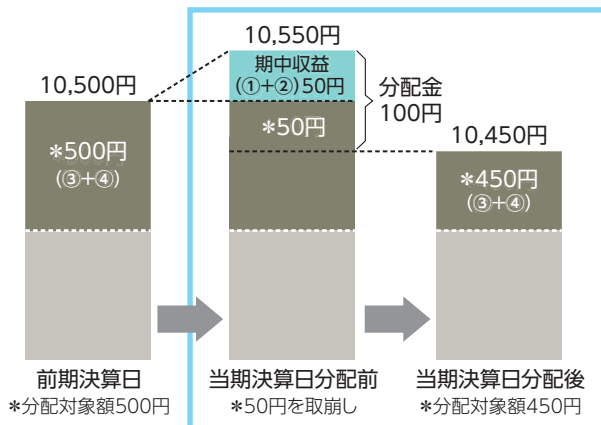 10,500円
＊500円
(③+④)
前期決算日
＊分配対象額500円
10,550円
期中収益
(①+②)50円
＊50円
分配金
100円
当期決算日分配前
＊50円を取崩し
10,450円
＊450円
(③+④)
当期決算日分配後
＊分配対象額450円